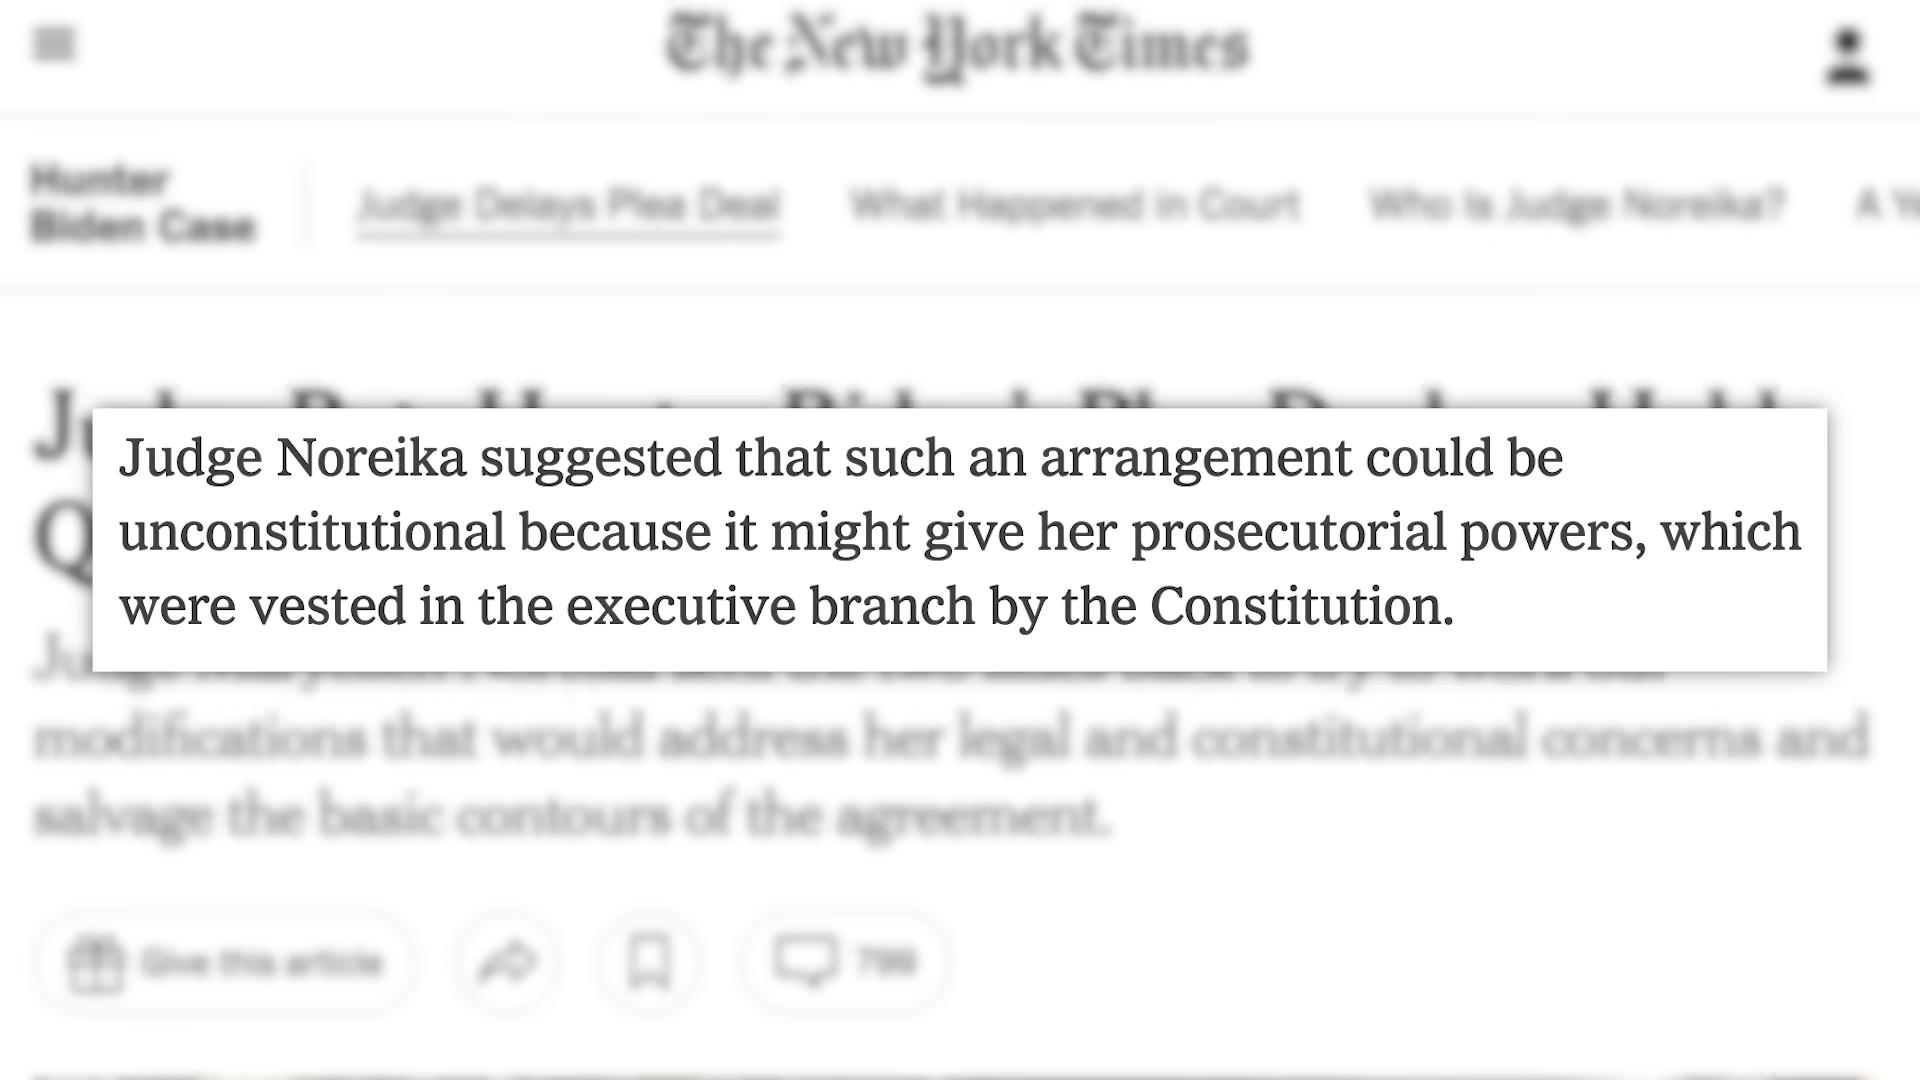 The New York Times
Hunter
Biden Case
Judge Delays Plea Deal
What Happened in Court
Who Is Judge Noreika?
Judge Noreika suggested that such an arrangement could be
unconstitutional because it might give her prosecutorial powers, which
were vested in the executive branch by the Constitution.
modifications that would address her legal and constitutional concerns and
salvage the basic contours of the agreement.
Give this article
799